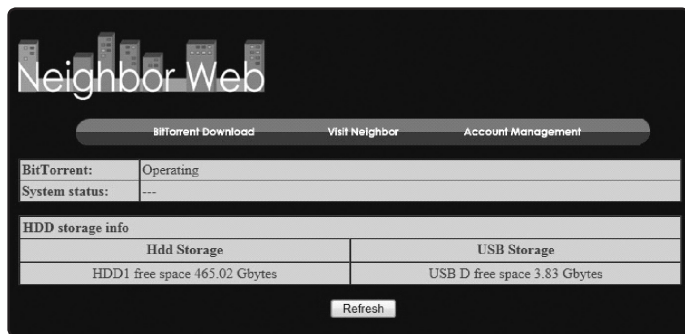 Neighbor Web
BitTorrent Download Visit Neighbor Account Management
BitTorrent: Operating
System status: ---
HDD storage info
Hdd Storage USB Storage
HDD1 free space 465.02 Gbytes USB D free space 3.83 Gbytes
Refresh